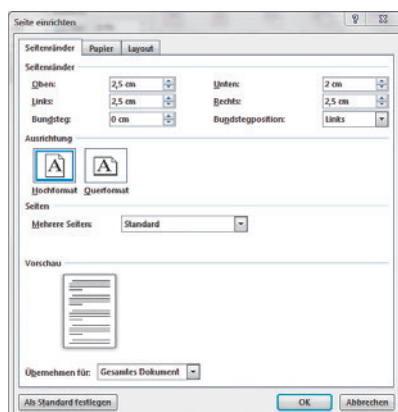 Seite einrichten
Seitenränder Papier Layout
Seitenränder
Oben: 2,5 cm Unten: 2 cm
Links: 2,5 cm Rechts: 2,5 cm
Bundsteg: 0 cm Bundstegposition: Links
Ausrichtung
A A
Hochformat Querformat
Seiten
Mehrere Seiten: Standard
Vorschau
Übernehmen für: Gesamtes Dokument
Als Standard festlegen OK Abbrechen